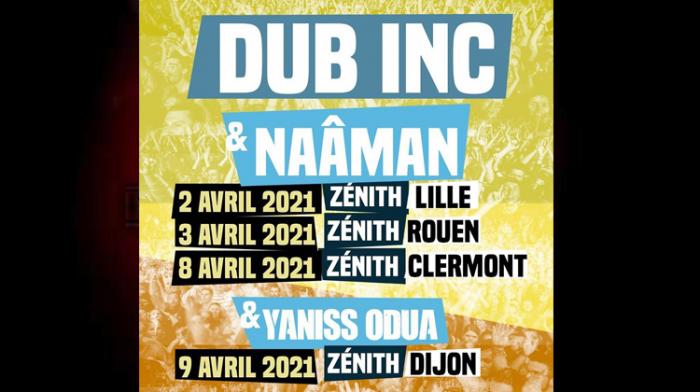 DUB INC
& NAÂMAN
2 AVRIL 2021 ZÉNITH LILLE
3 AVRIL 2021 ZÉNITH ROUEN
8 AVRIL 2021 ZÉNITH CLERMONT
& YANISS ODUA
9 AVRIL 2021 ZÉNITH DIJON